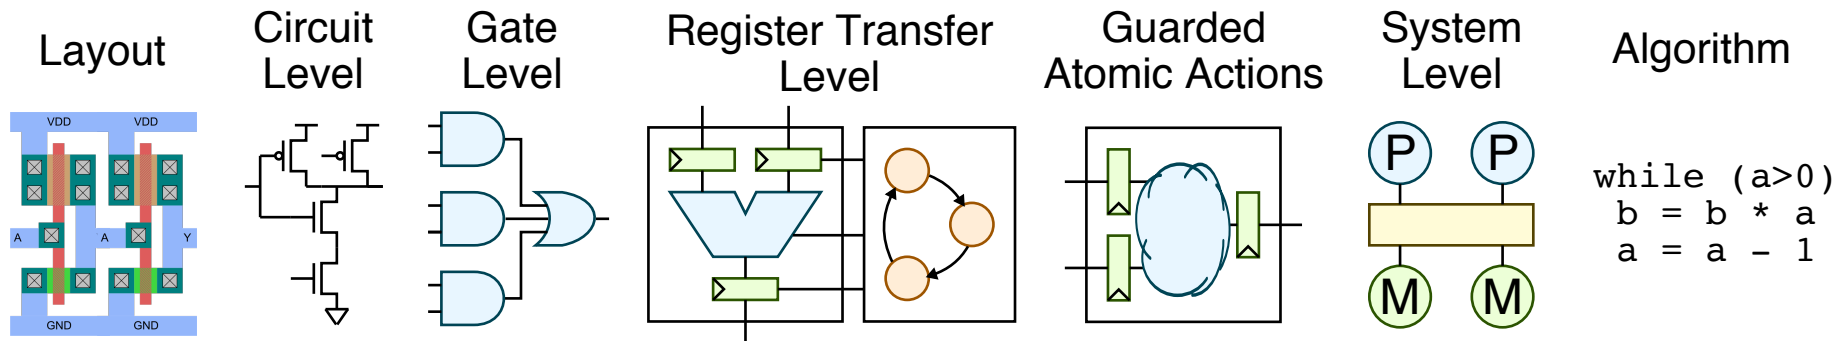 Layout
Circuit
Level
Gate
Level
Register Transfer
Level
Guarded
Atomic Actions
System
Level
Algorithm
VDD
VDD
A
A
Y
GND
GND
P
P
M
M
while (a>0)
b = b * a
a = a - 1